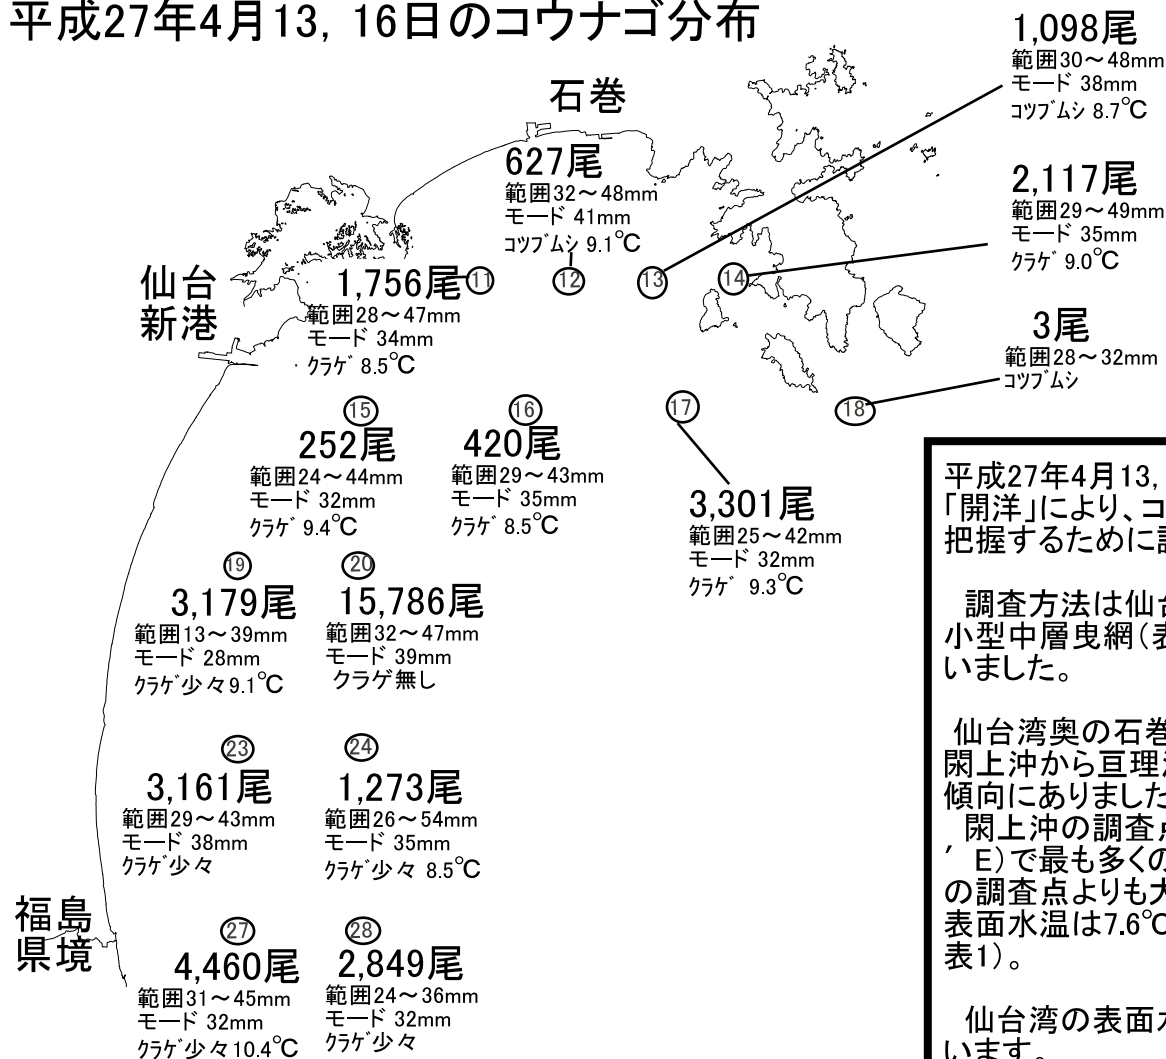 平成27年4月13, 16日のコウナゴ分布
1,098尾
範囲30～48mm
モード 38mm
ｺﾂﾌﾞﾑｼ 8.7℃
石巻
627尾
範囲32～48mm
モード 41mm
ｺﾂﾌﾞﾑｼ 9.1℃
2,117尾
範囲29～49mm
モード 35mm
ｸﾗｹﾞ 9.0℃
仙台
新港
1,756尾
範囲28～47mm
モード 34mm
ｸﾗｹﾞ 8.5℃
11
12
13
14
3尾
範囲28～32mm
ｺﾂﾌﾞﾑｼ
15
252尾
範囲24～44mm
モード 32mm
ｸﾗｹﾞ 9.4℃
16
420尾
範囲29～43mm
モード 35mm
ｸﾗｹﾞ 8.5℃
17
3,301尾
範囲25～42mm
モード 32mm
ｸﾗｹﾞ 9.3℃
18
19
3,179尾
範囲13～39mm
モード 28mm
ｸﾗｹﾞ少々9.1℃
20
15,786尾
範囲32～47mm
モード 39mm
クラゲ無し
23
3,161尾
範囲29～43mm
モード 38mm
ｸﾗｹﾞ少々
24
1,273尾
範囲26～54mm
モード 35mm
ｸﾗｹﾞ少々 8.5℃
福島
県境
27
4,460尾
範囲31～45mm
モード 32mm
ｸﾗｹﾞ少々10.4℃
28
2,849尾
範囲24～36mm
モード 32mm
ｸﾗｹﾞ少々
平成27年4月13,
「開洋」により、コ
把握するために
調査方法は仙台
小型中層曳網（表
いました。
仙台湾奥の石巻
閖上沖から亘理
傾向にありました
閖上沖の調査点
′ E）で最も多くの
の調査点よりも大
表面水温は7.6℃
表1）。
仙台湾の表面水
います。